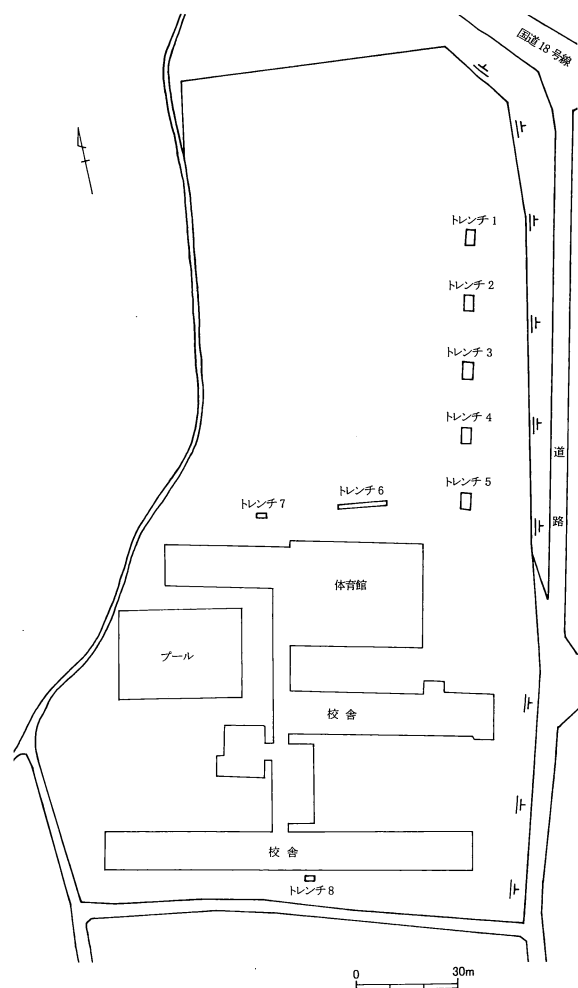 国道18号線
トレンチ1
トレンチ2
トレンチ3
トレンチ4
道路
トレンチ5
トレンチ6
トレンチ7
体育館
プール
校舎
校舎
トレンチ8
0 30m